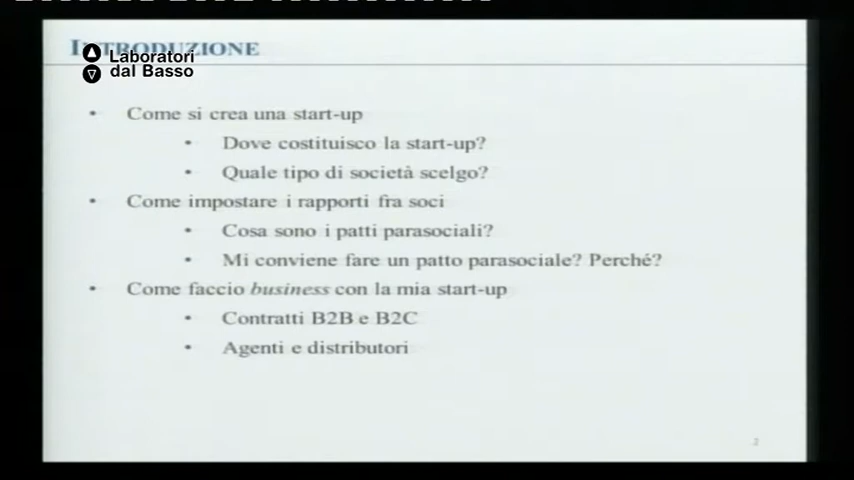 INTRODUZIONE
Laboratori
dal Basso
• Come si crea una start-up
• Dove costituisco la start-up?
• Quale tipo di società scelgo?
• Come impostare i rapporti fra soci
• Cosa sono i patti parasociali?
• Mi conviene fare un patto parasociale? Perché?
• Come faccio business con la mia start-up
• Contratti B2B e B2C
• Agenti e distributori
2